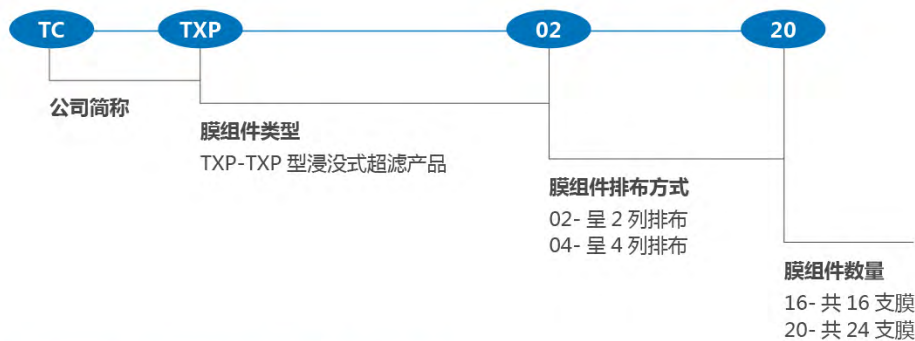 TC TXP 02 20
公司简称
膜组件类型
TXP-TXP 型浸没式超滤产品
膜组件排布方式
02- 呈 2 列排布
04- 呈 4 列排布
膜组件数量
16- 共 16 支膜
20- 共 24 支膜